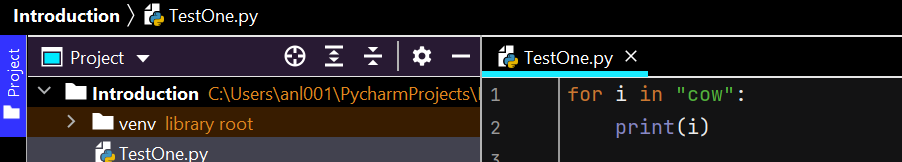 Introduction 〉 TestOne.py
Project
Project
Introduction C:\Users\anl001\PycharmProjects\
venv library root
TestOne.py
TestOne.py ×
1 for i in "cow":
2 print(i)
3